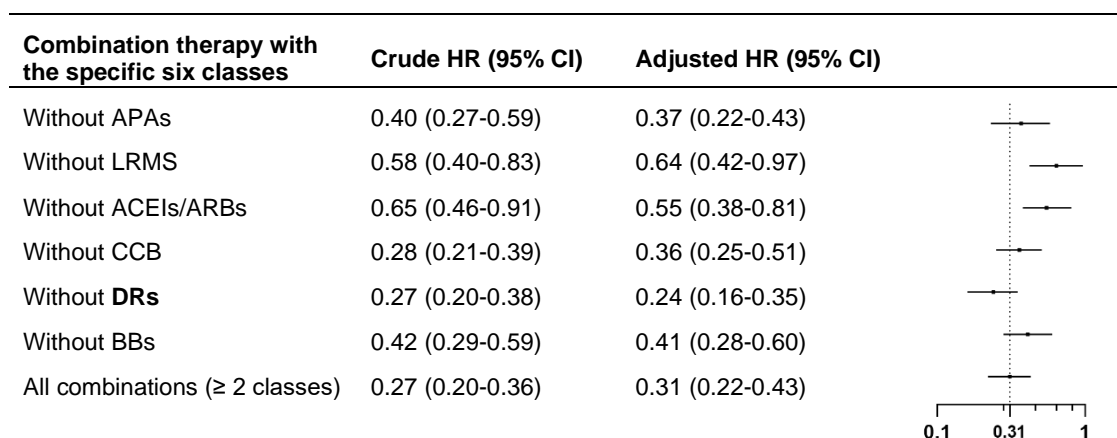 Combination therapy with
the specific six classes
Crude HR (95% CI)
Adjusted HR (95% CI)
Without APAs 0.40 (0.27-0.59) 0.37 (0.22-0.43)
Without LRMS 0.58 (0.40-0.83) 0.64 (0.42-0.97)
Without ACEIs/ARBs 0.65 (0.46-0.91) 0.55 (0.38-0.81)
Without CCB 0.28 (0.21-0.39) 0.36 (0.25-0.51)
Without DRs 0.27 (0.20-0.38) 0.24 (0.16-0.35)
Without BBs 0.42 (0.29-0.59) 0.41 (0.28-0.60)
All combinations (≥ 2 classes) 0.27 (0.20-0.36) 0.31 (0.22-0.43)
0.1 0.31 1